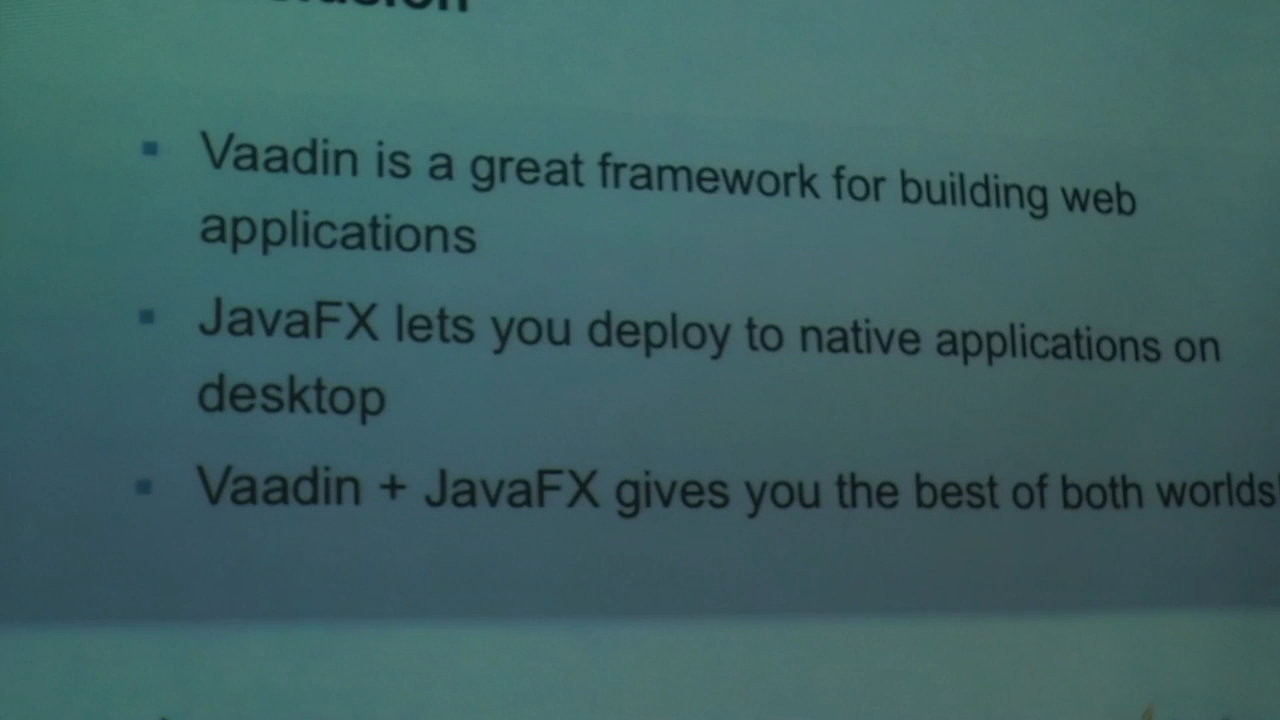 Vaadin is a great framework for building web
applications
JavaFX lets you deploy to native applications on
desktop
Vaadin + JavaFX gives you the best of both worlds!